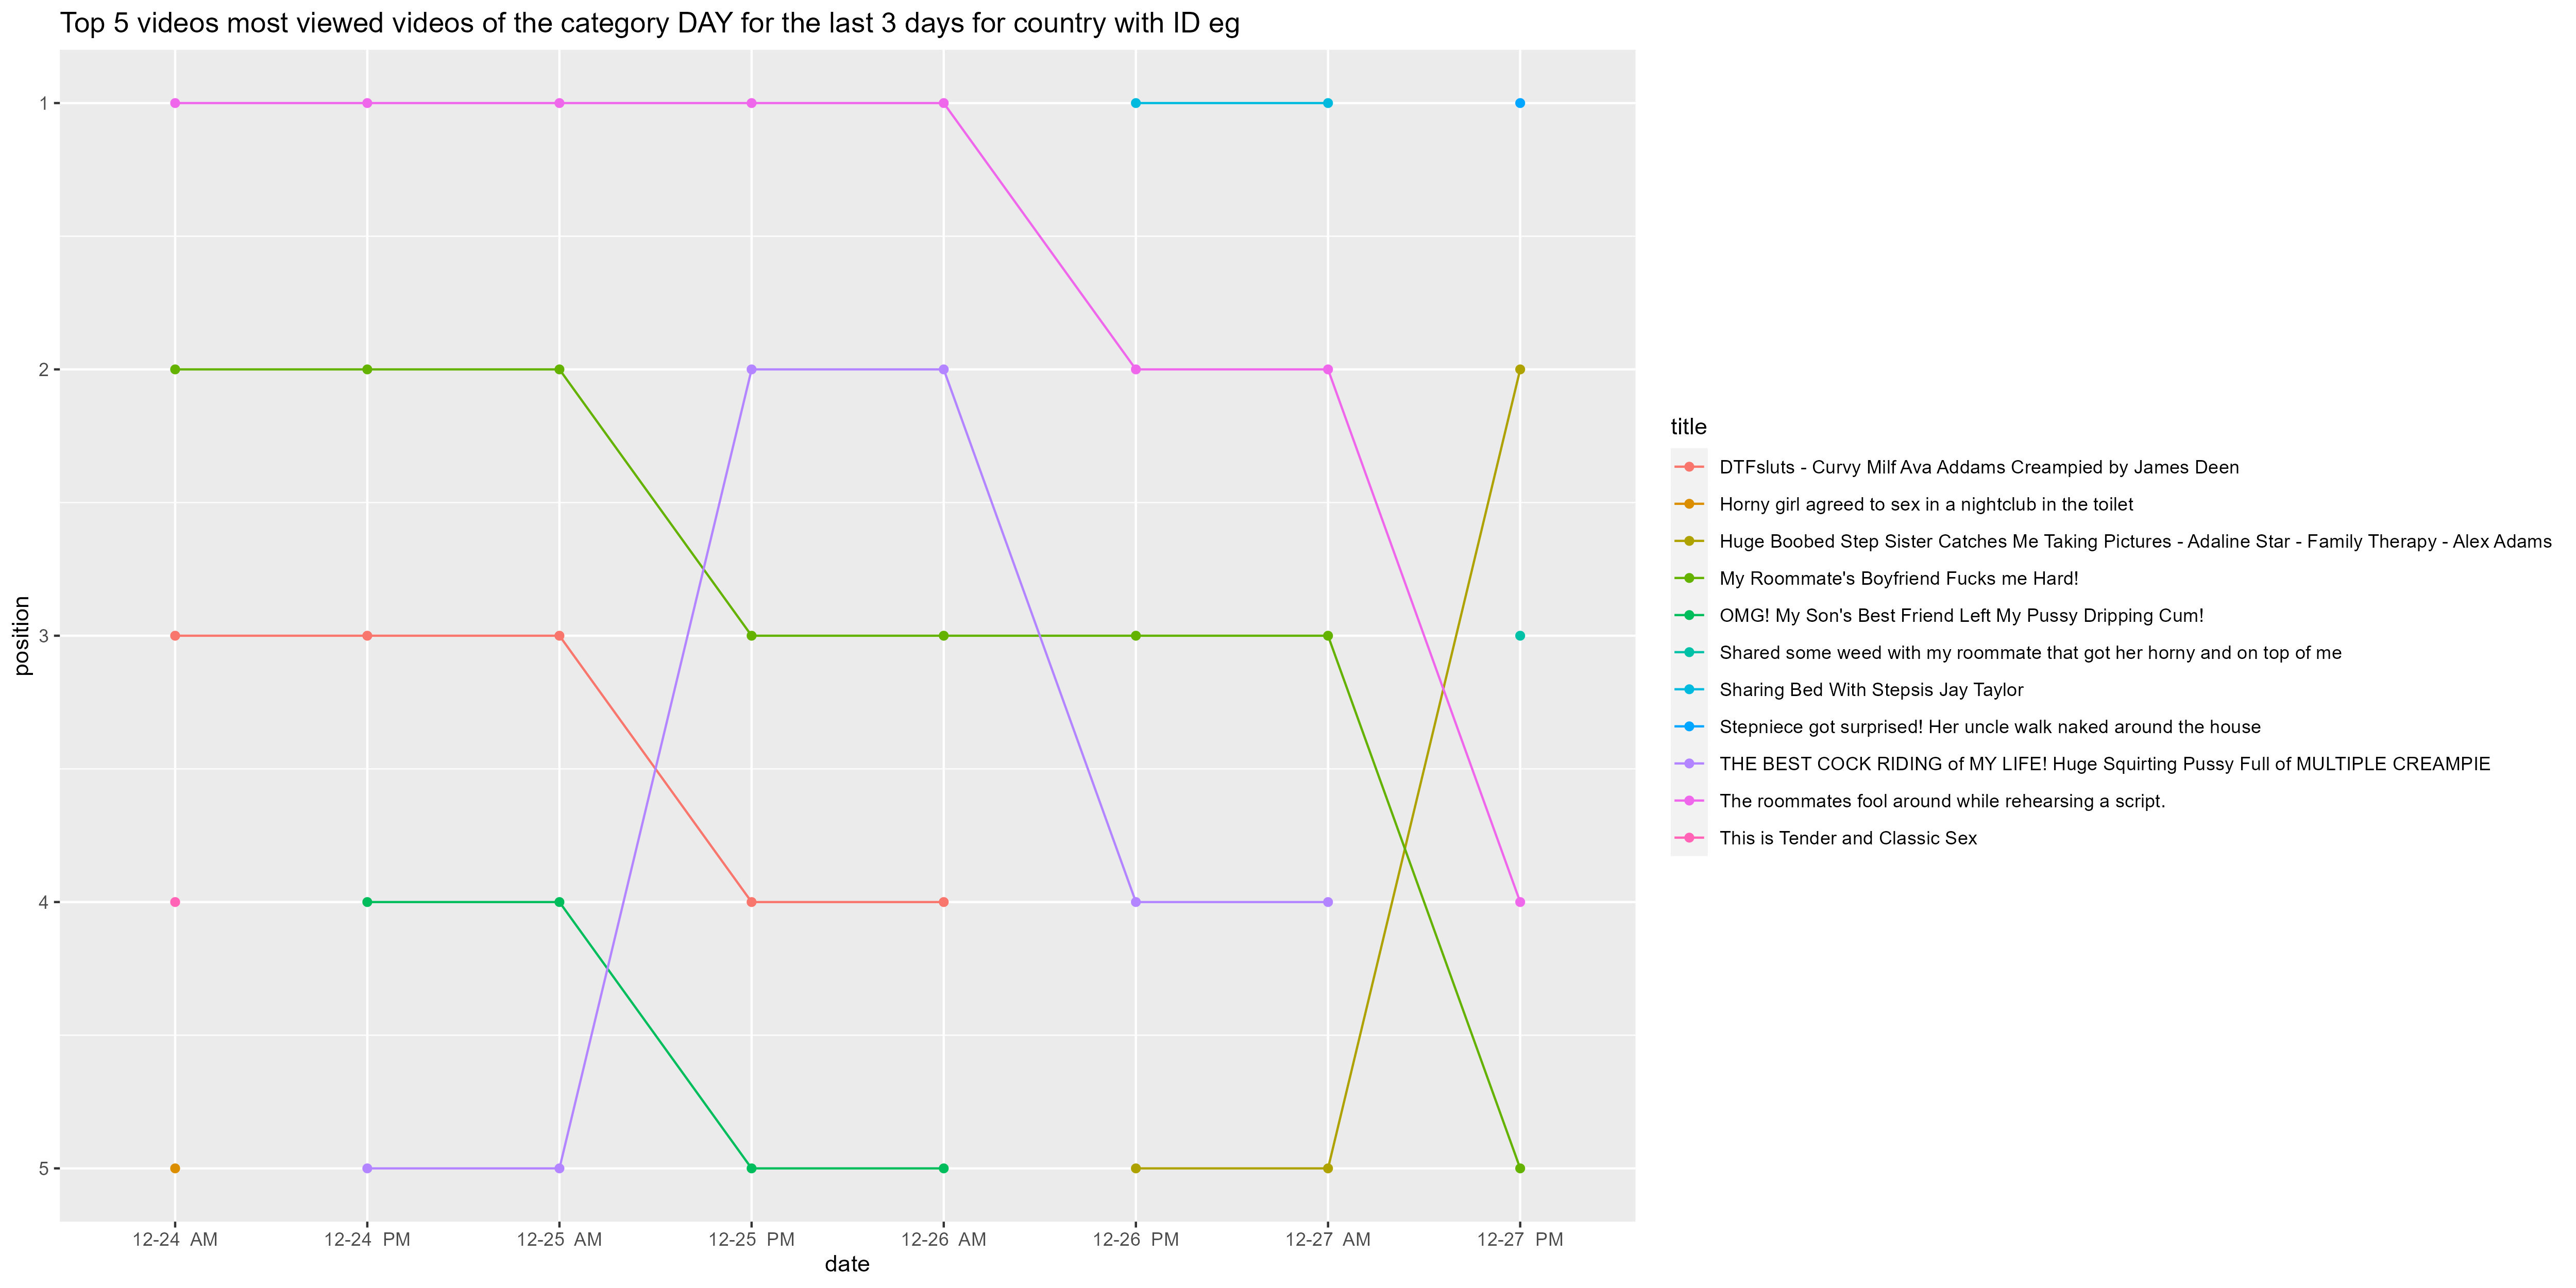 Top 5 videos most viewed videos of the category DAY for the last 3 days for country with ID eg
position
1
2
3
4
5
12-24 AM
12-24 PM
12-25 AM
12-25 PM
12-26 AM
12-26 PM
12-27 AM
12-27 PM
date
title
DTFsluts - Curvy Milf Ava Addams Creampied by James Deen
Horny girl agreed to sex in a nightclub in the toilet
Huge Boobed Step Sister Catches Me Taking Pictures - Adaline Star - Family Therapy - Alex Adams
My Roommate's Boyfriend Fucks me Hard!
OMG! My Son's Best Friend Left My Pussy Dripping Cum!
Shared some weed with my roommate that got her horny and on top of me
Sharing Bed With Stepsis Jay Taylor
Stepniece got surprised! Her uncle walk naked around the house
THE BEST COCK RIDING of MY LIFE! Huge Squirting Pussy Full of MULTIPLE CREAMPIE
The roommates fool around while rehearsing a script.
This is Tender and Classic Sex